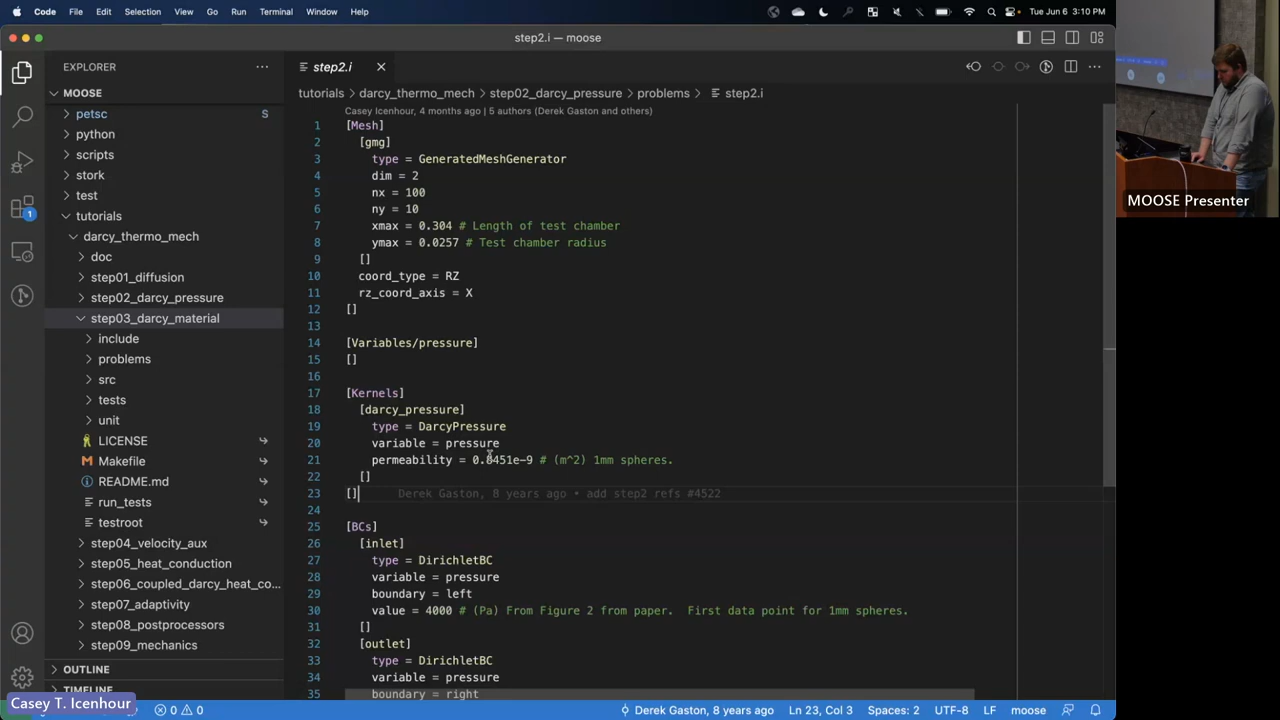 Code File Edit Selection View Go Run Terminal Window Help
Tue Jun 6 3:10 PM
step2.i — moose
EXPLORER
MOOSE
petsc S
python
scripts
stork
test
tutorials
darcy_thermo_mech
doc
step01_diffusion
step02_darcy_pressure
step03_darcy_material
include
problems
src
tests
unit
LICENSE
Makefile
README.md
run_tests
testroot
step04_velocity_aux
step05_heat_conduction
step06_coupled_darcy_heat_co...
step07_adaptivity
step08_postprocessors
step09_mechanics
OUTLINE
TIMELINE
1
step2.i
tutorials > darcy_thermo_mech > step02_darcy_pressure > problems > step2.i
Casey Icenhour, 4 months ago | 5 authors (Derek Gaston and others)
1 [Mesh]
2 [gmg]
3 type = GeneratedMeshGenerator
4 dim = 2
5 nx = 100
6 ny = 10
7 xmax = 0.304 # Length of test chamber
8 ymax = 0.0257 # Test chamber radius
9 []
10 coord_type = RZ
11 rz_coord_axis = X
12 []
13
14 [Variables/pressure]
15 []
16
17 [Kernels]
18 [darcy_pressure]
19 type = DarcyPressure
20 variable = pressure
21 permeability = 0.8451e-9 # (m^2) 1mm spheres.
22 []
23 [] Derek Gaston, 8 years ago • add step2 refs #4522
24
25 [BCs]
26 [inlet]
27 type = DirichletBC
28 variable = pressure
29 boundary = left
30 value = 4000 # (Pa) From Figure 2 from paper. First data point for 1mm spheres.
31 []
32 [outlet]
33 type = DirichletBC
34 variable = pressure
35 boundary = right
MOOSE Presenter
Casey T. Icenhour
0 0
Derek Gaston, 8 years ago Ln 23, Col 3 Spaces: 2 UTF-8 LF moose